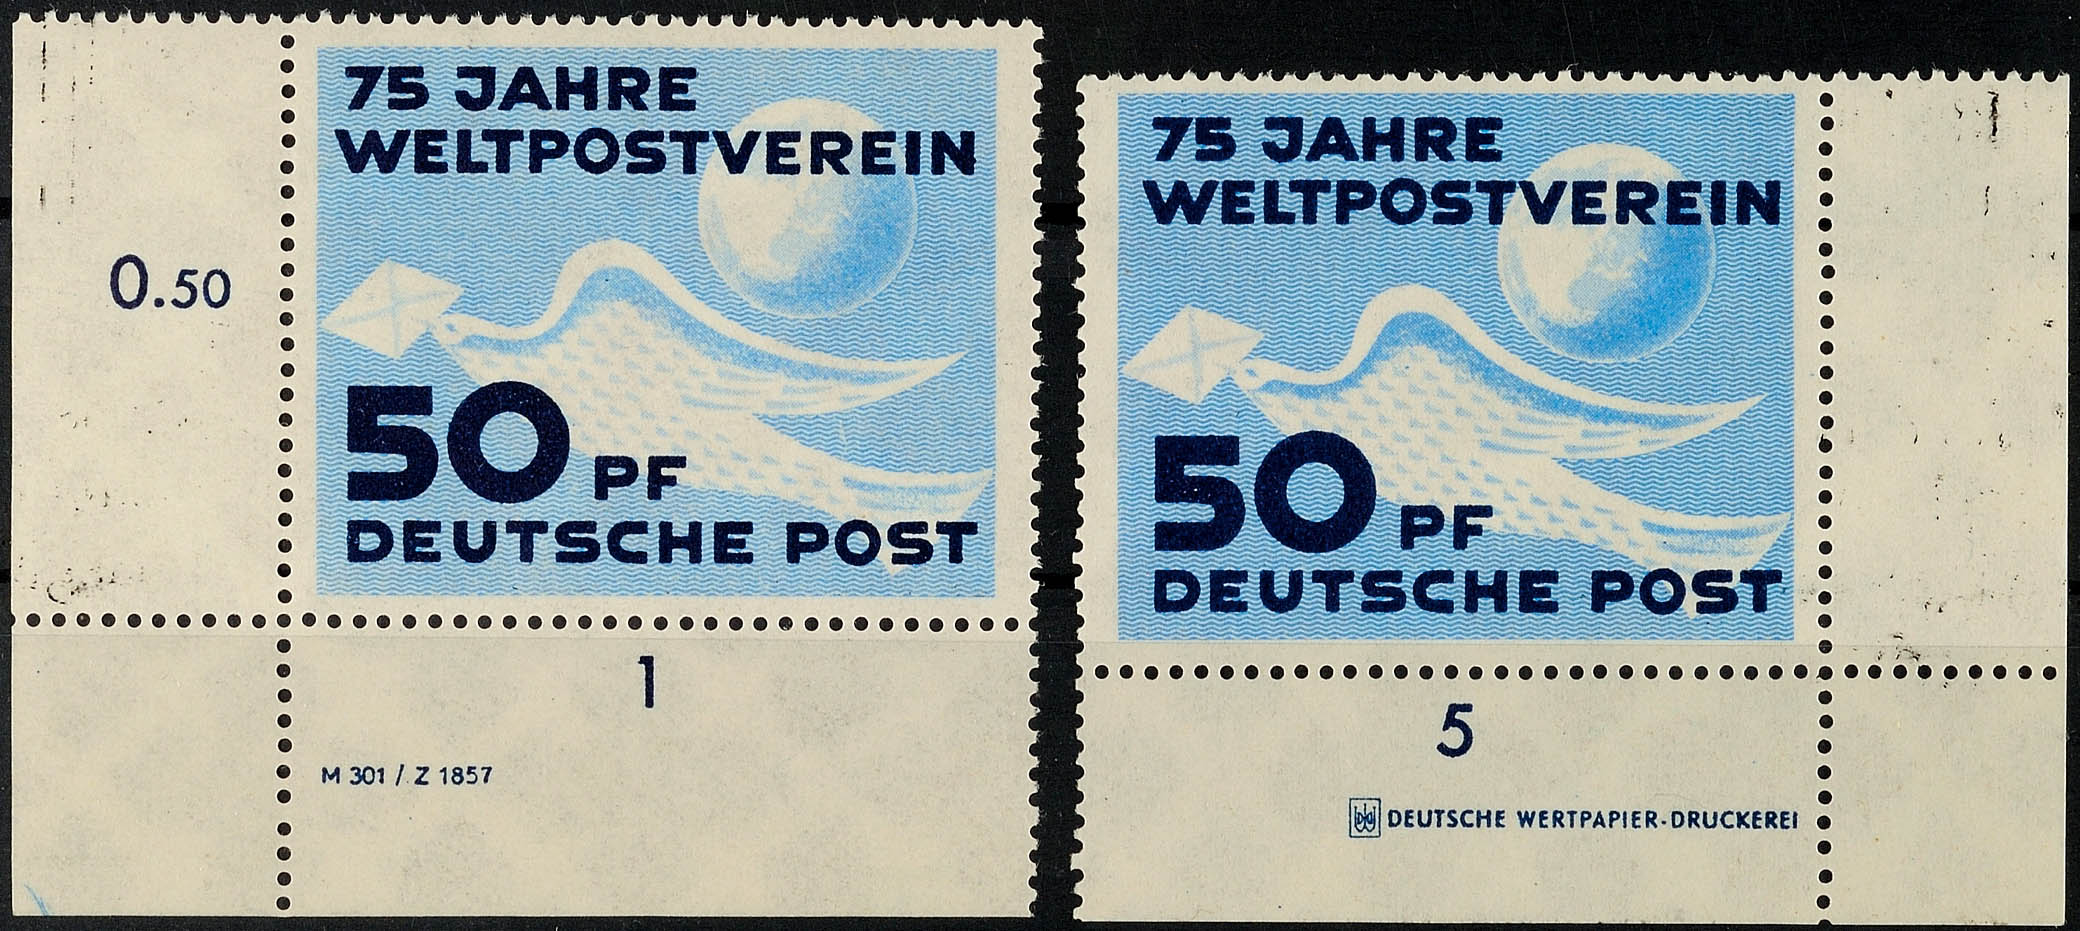 75 JAHRE
WELTPOSTVEREIN
0.50
50 PF
DEUTSCHE POST
1
M 301 / Z 1857
75 JAHRE
WELTPOSTVEREIN
50 PF
DEUTSCHE POST
5
DEUTSCHE WERTPAPIER-DRUCKEREI